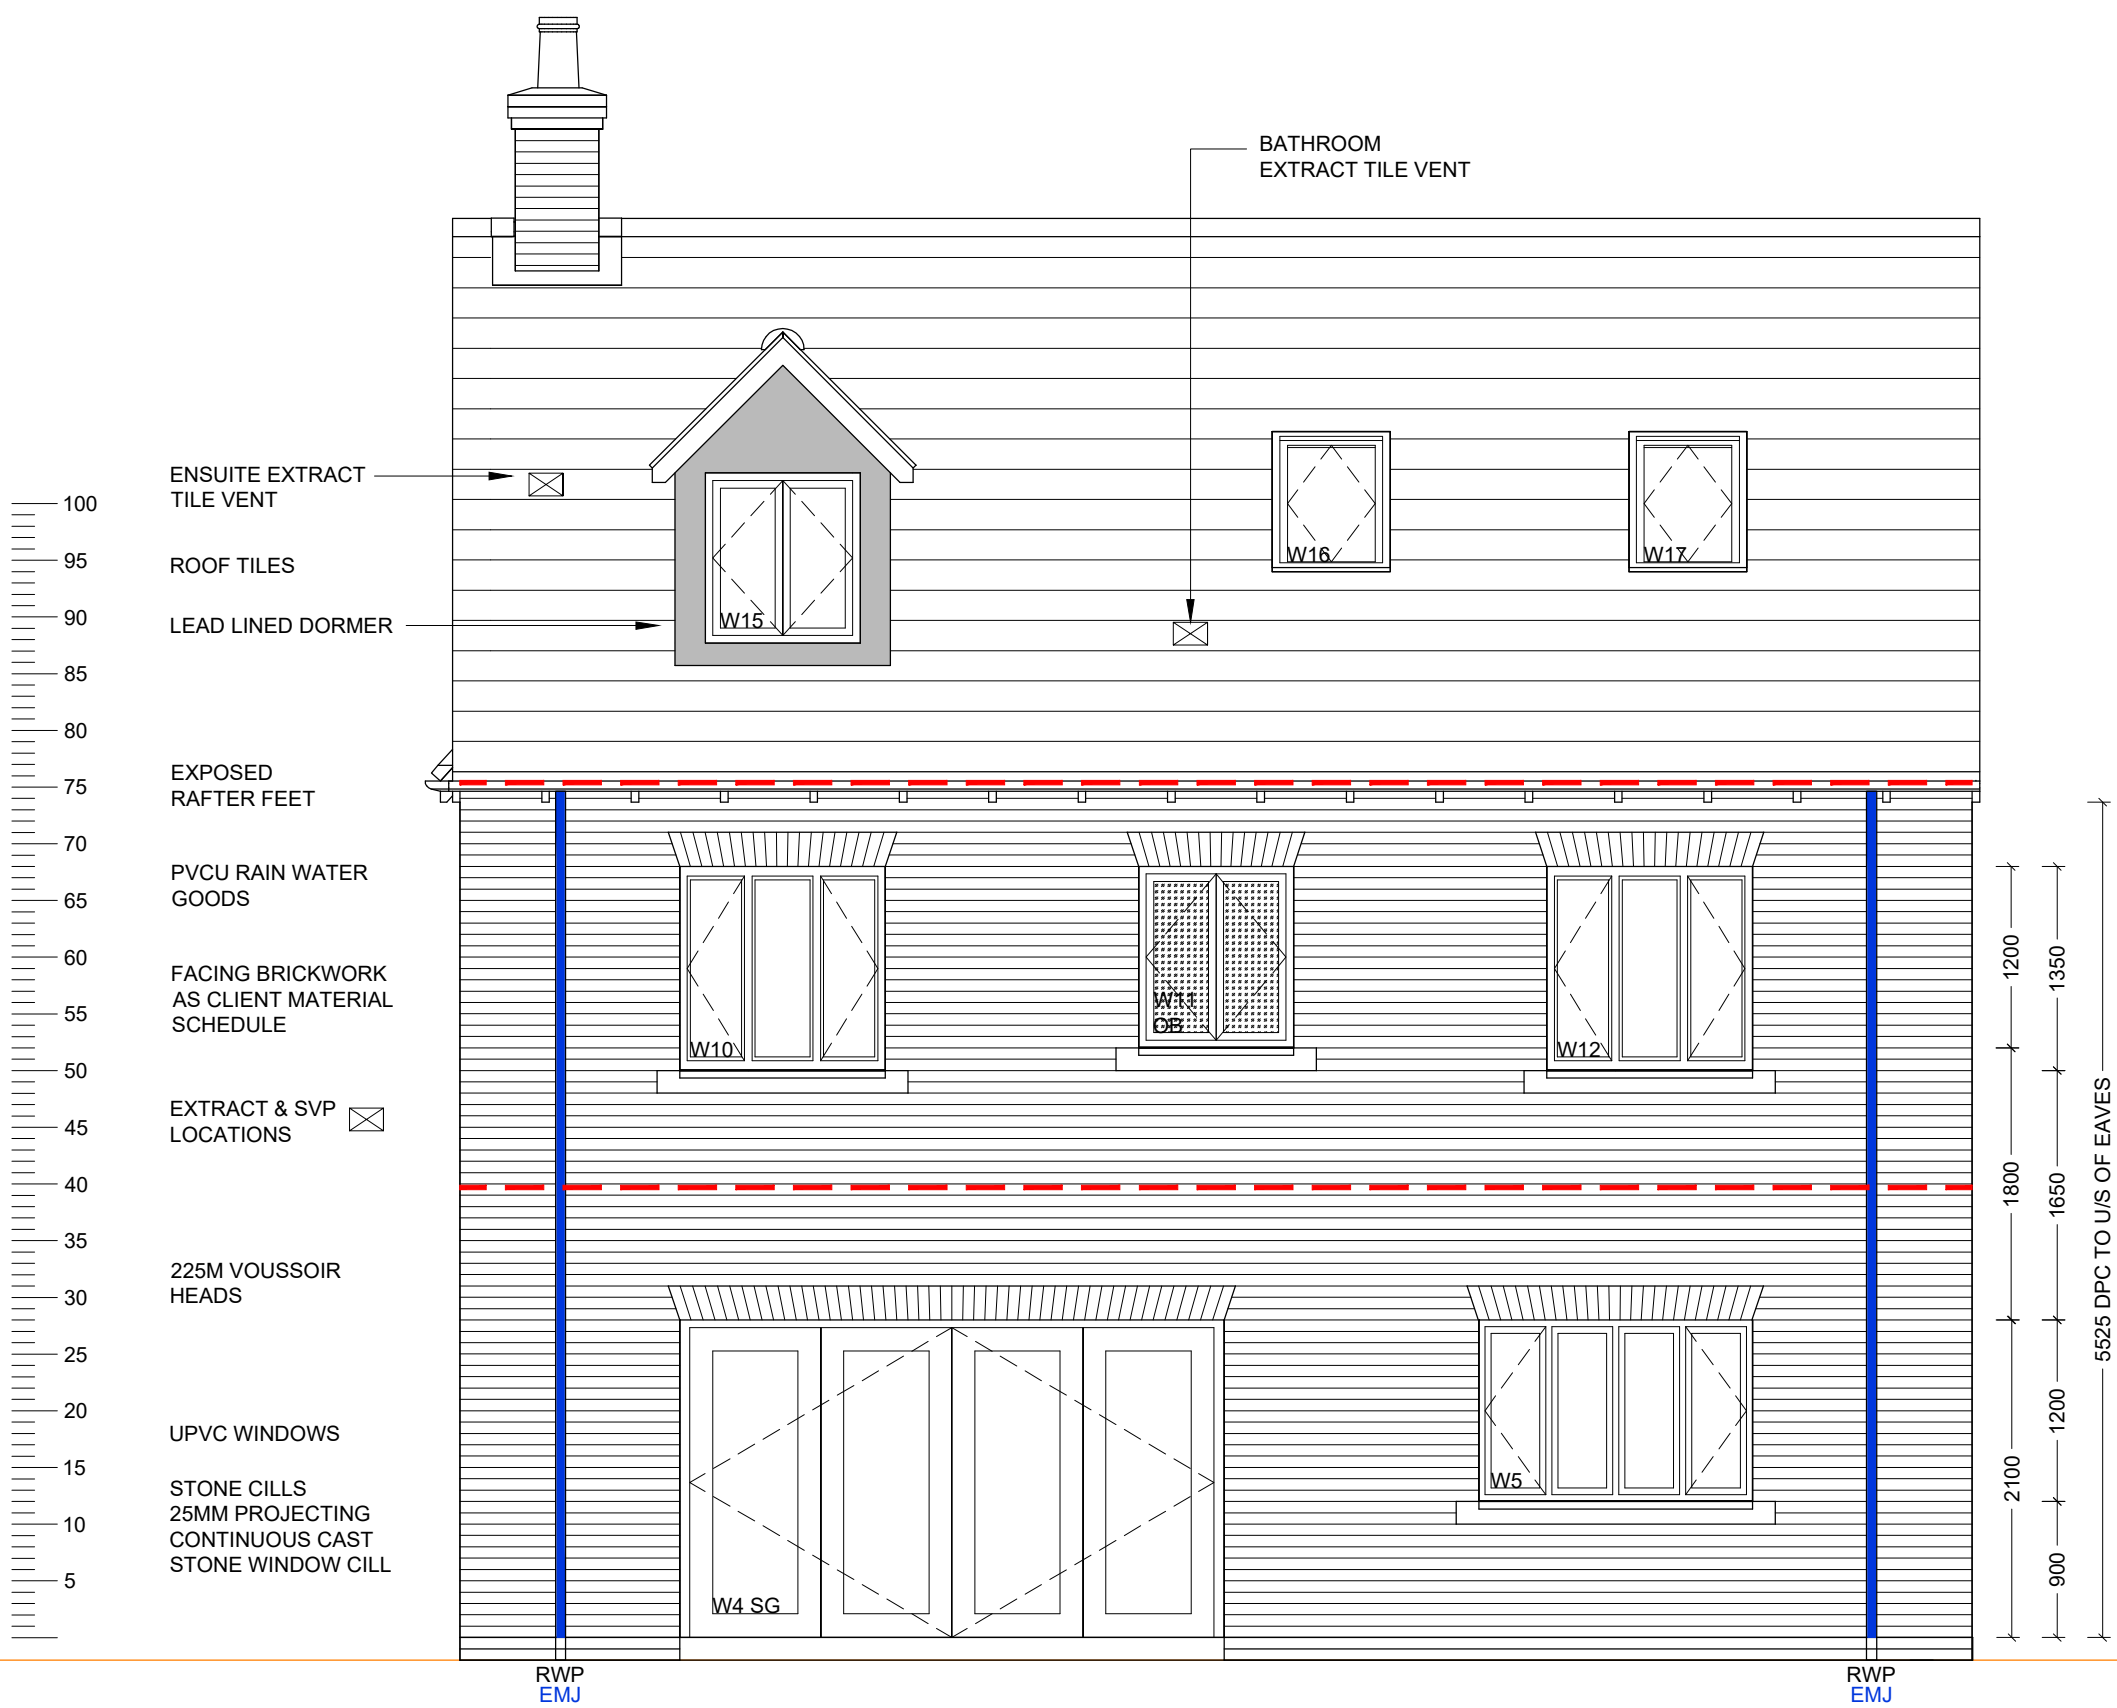 BATHROOM
EXTRACT TILE VENT
ENSUITE EXTRACT
TILE VENT
ROOF TILES
LEAD LINED DORMER
EXPOSED
RAFTER FEET
PVCU RAIN WATER
GOODS
FACING BRICKWORK
AS CLIENT MATERIAL
SCHEDULE
EXTRACT & SVP
LOCATIONS
225M VOUSSOIR
HEADS
UPVC WINDOWS
STONE CILLS
25MM PROJECTING
CONTINUOUS CAST
STONE WINDOW CILL
100
95
90
85
80
75
70
65
60
55
50
45
40
35
30
25
20
15
10
5
W15
W16
W17
W10
W11
OB
W12
W4 SG
W5
1200
1800
2100
1350
1650
1200
900
5525 DPC TO U/S OF EAVES
RWP
EMJ
RWP
EMJ